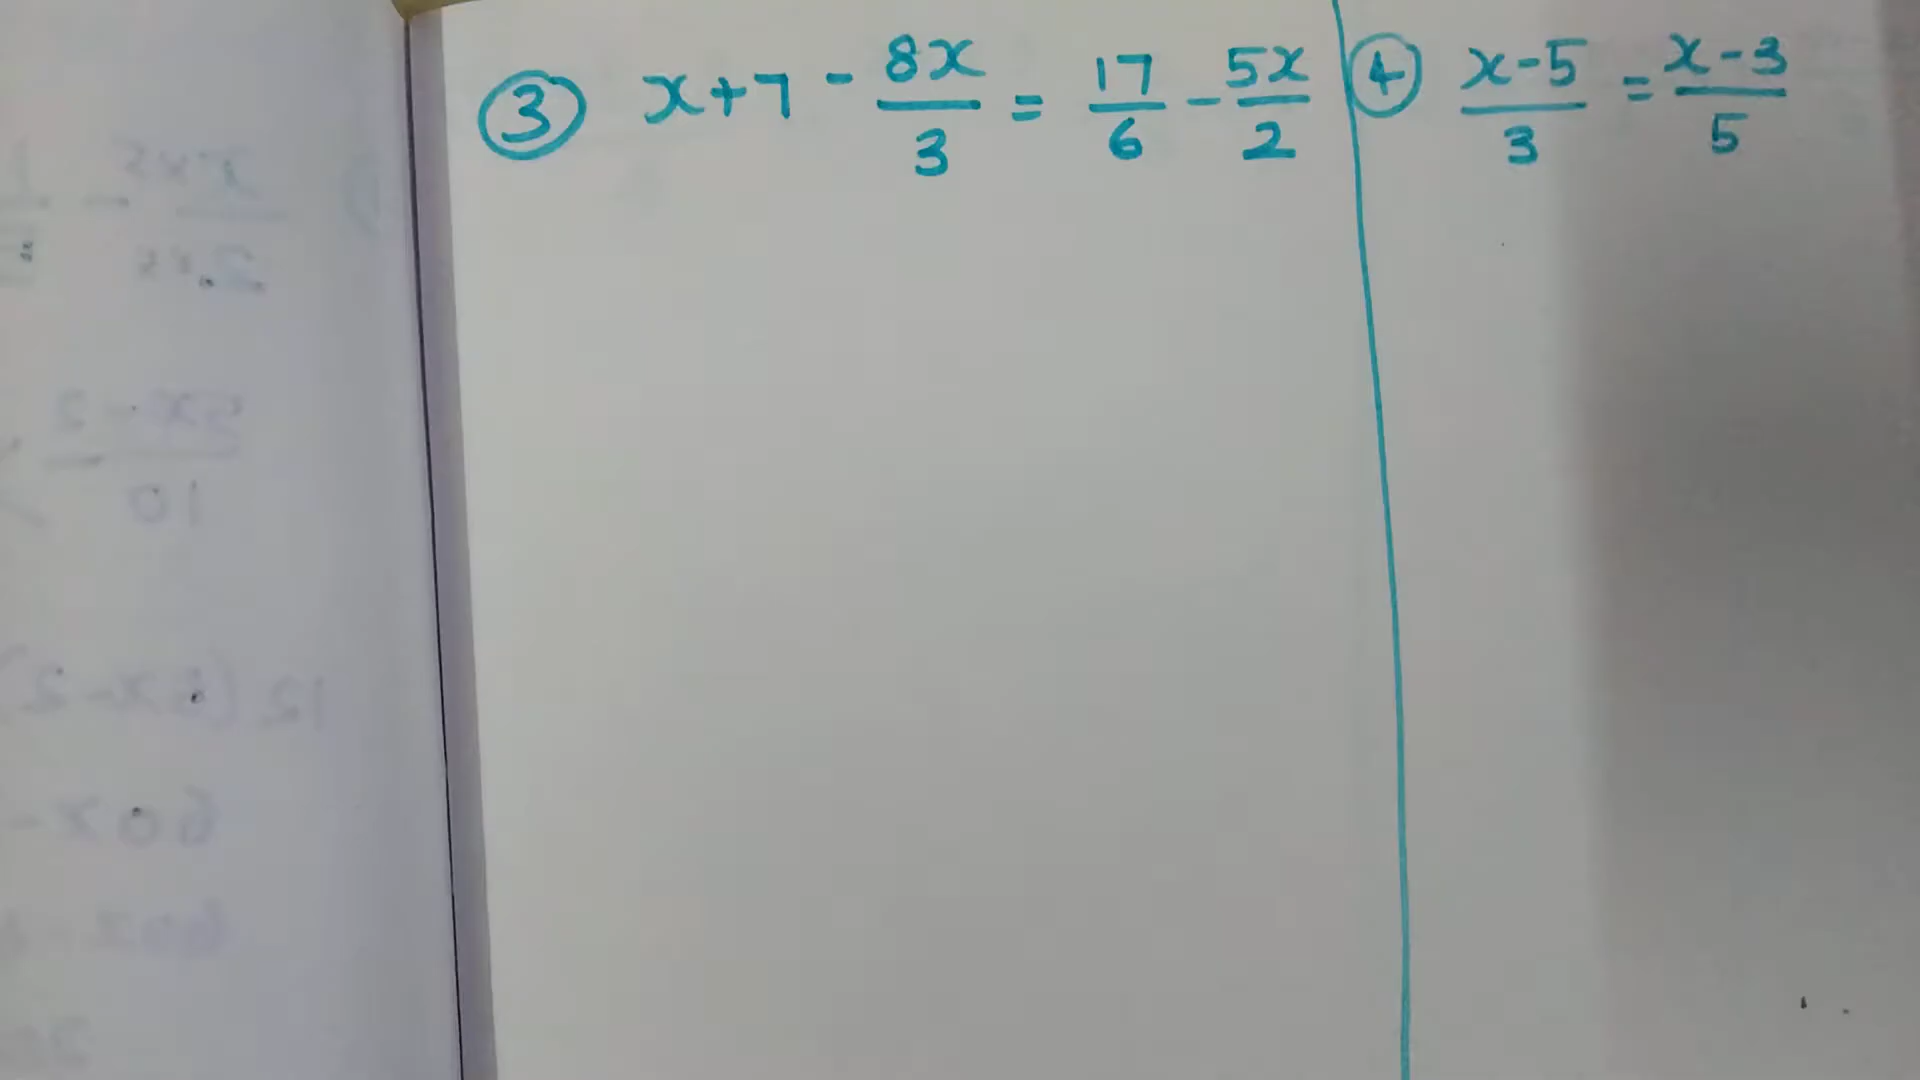 ③ x+7 - 8x/3 = 17/6 - 5x/2
④ x-5/3 = x-3/5